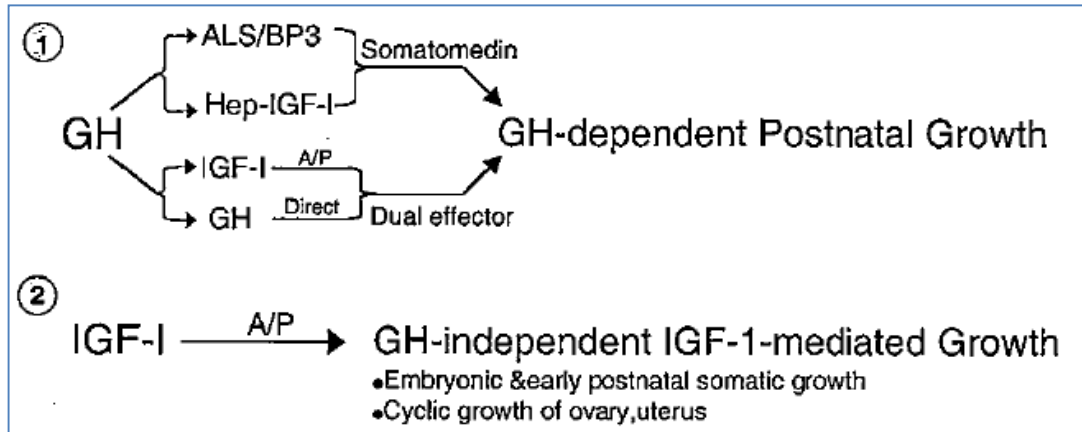 ①
ALS/BP3
Somatomedin
Hep-IGF-I
GH
GH-dependent Postnatal Growth
IGF-I
A/P
GH
Direct
Dual effector
②
IGF-I
A/P
GH-independent IGF-1-mediated Growth
•Embryonic &early postnatal somatic growth
•Cyclic growth of ovary,uterus